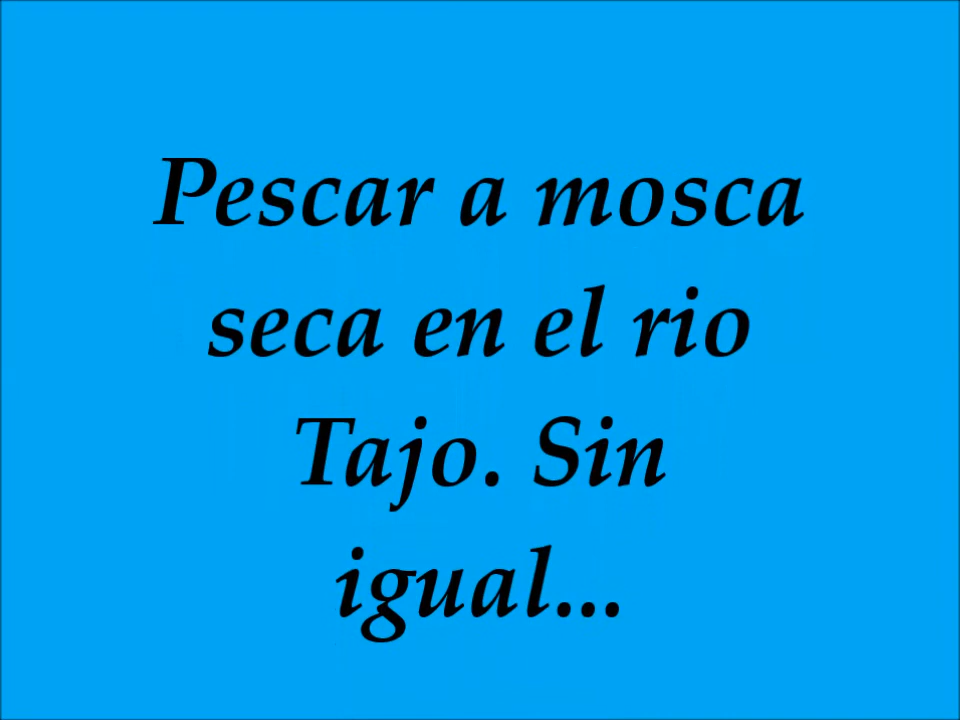 Pescar a mosca
seca en el rio
Tajo. Sin
igual...